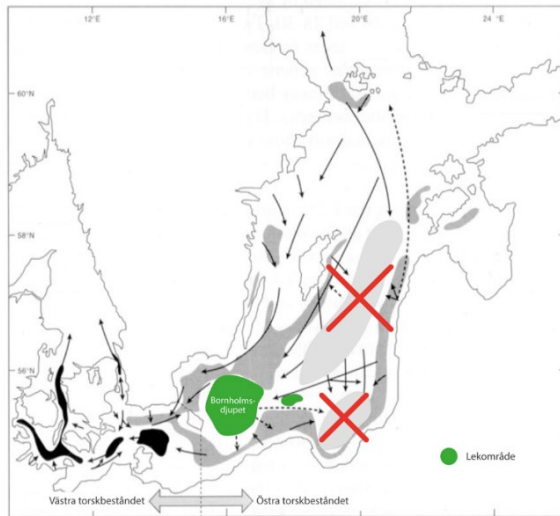 12°E
16°E
20°E
24 °E
60°N
58°N
56°N
Bornholms-
djupet
Lekområde
Västra torskbeståndet
Östra torskbeståndet